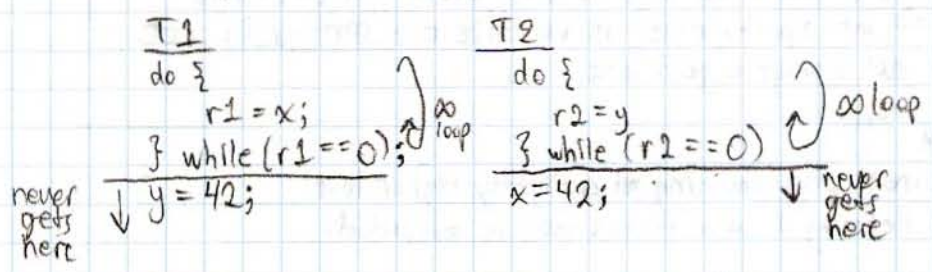 T1
do {
r1 = x;
} while (r1 == 0);
y = 42;
∞
loop
never
gets
here
T2
do {
r2 = y
} while (r2 == 0)
x = 42;
∞ loop
never
gets
here